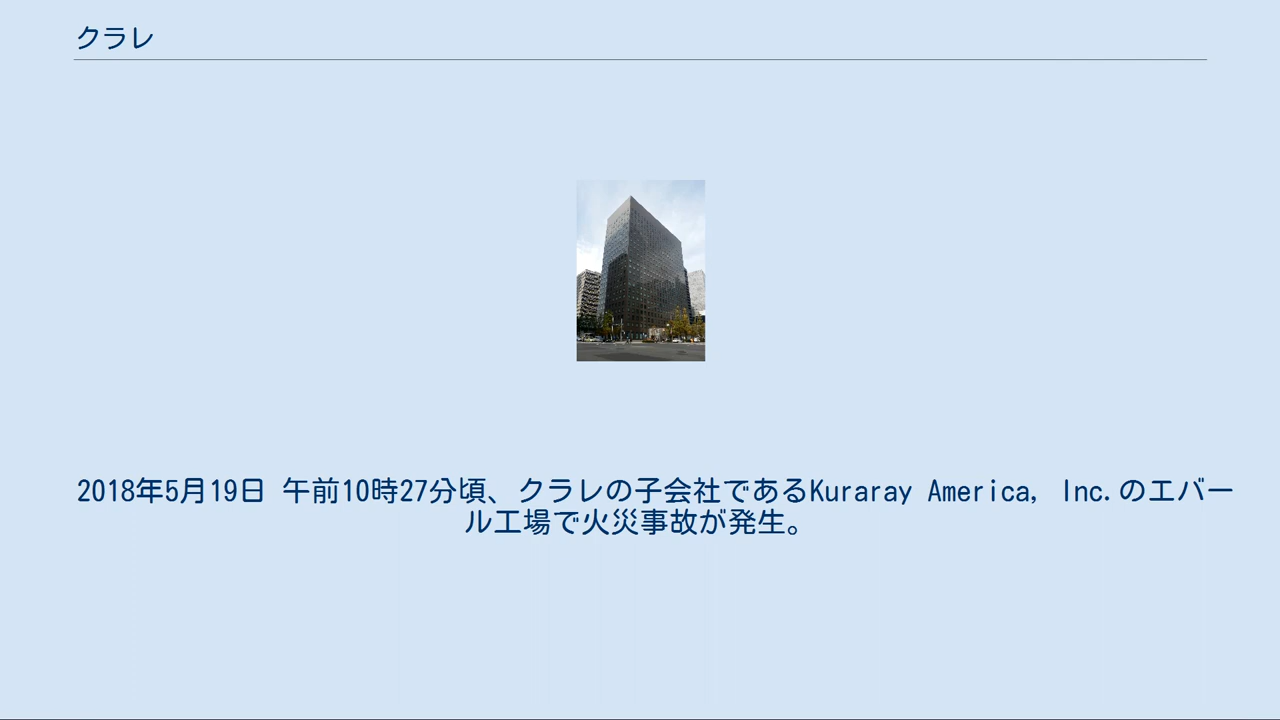 クラレ
2018年5月19日 午前10時27分頃、クラレの子会社であるKuraray America, Inc.のエバー
ル工場で火災事故が発生。